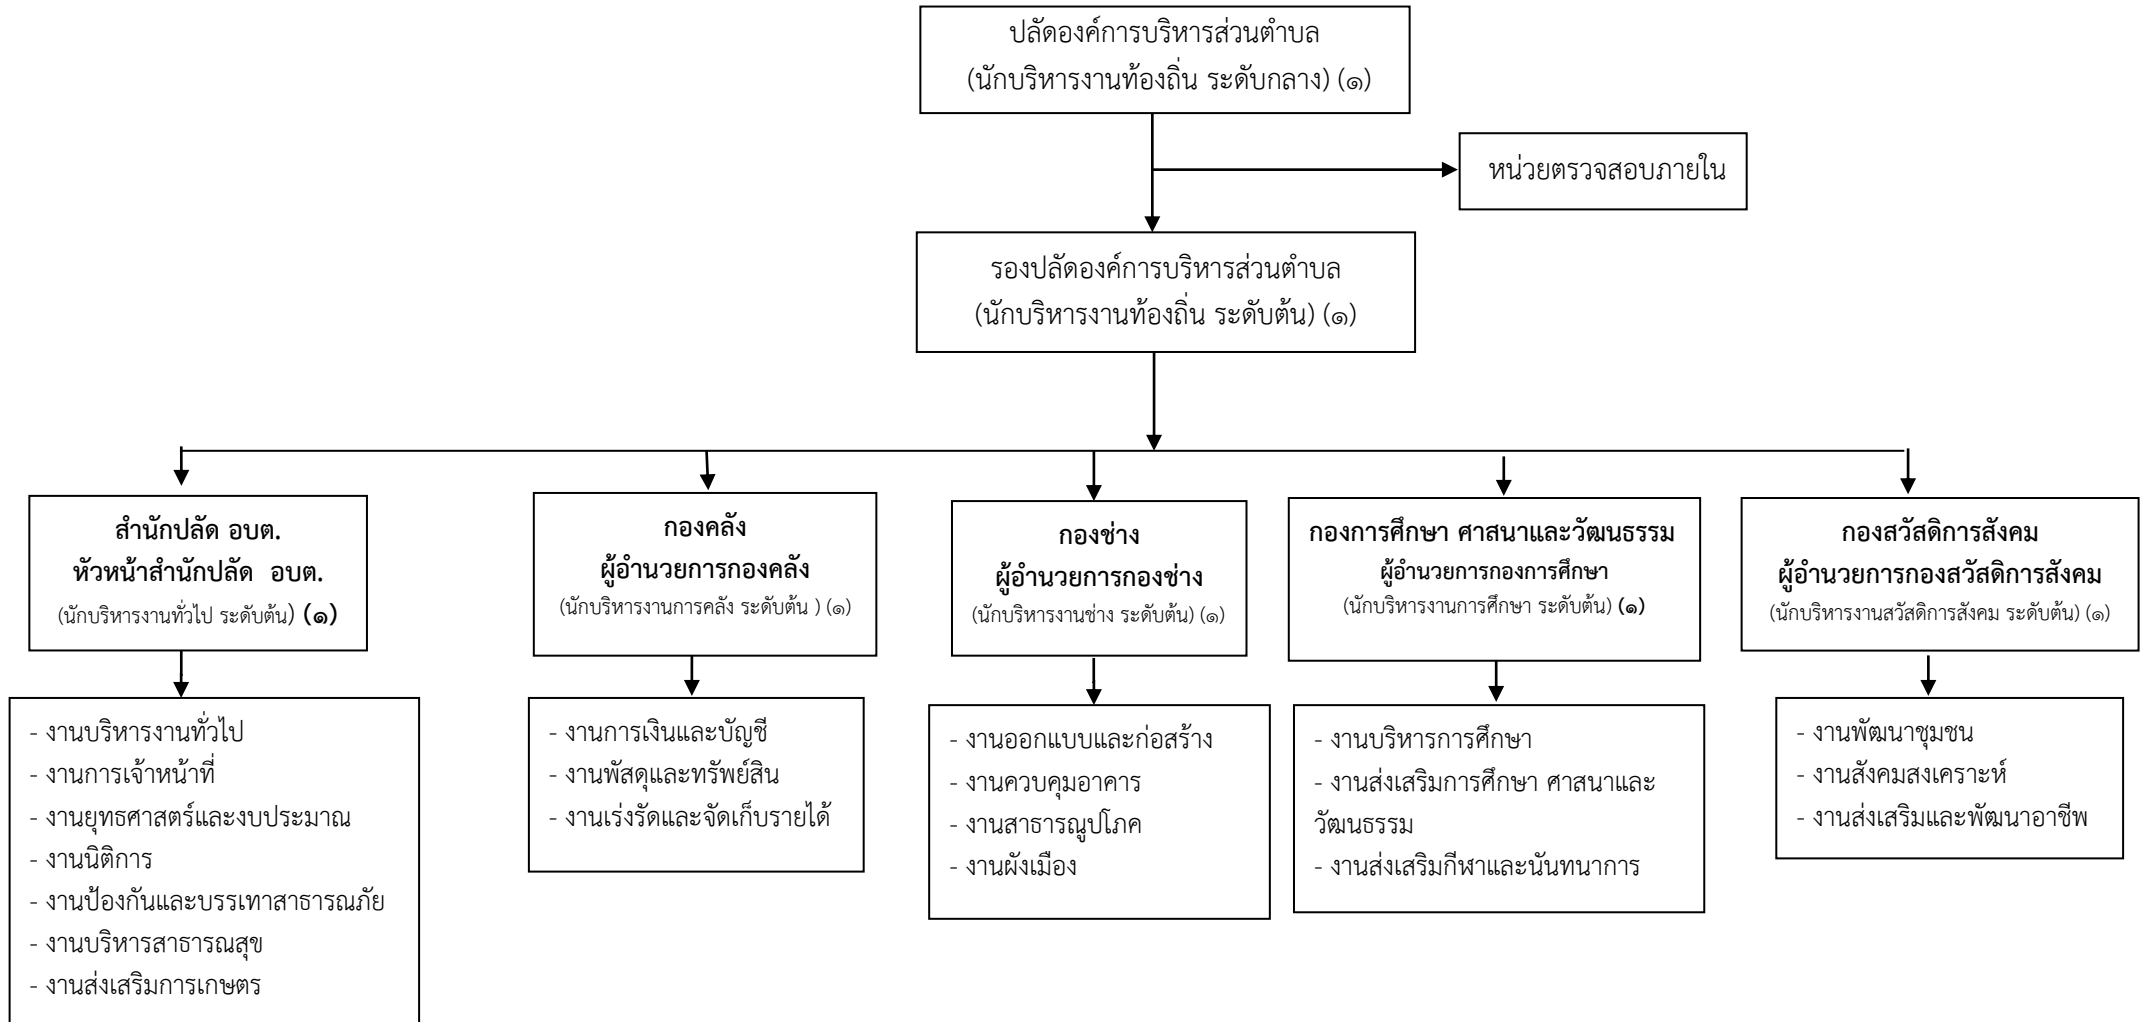 ปลัดองค์การบริหารส่วนตำบล
(นักบริหารงานท้องถิ่น ระดับกลาง) (๑)
หน่วยตรวจสอบภายใน
รองปลัดองค์การบริหารส่วนตำบล
(นักบริหารงานท้องถิ่น ระดับต้น) (๑)
สำนักปลัด อบต.
หัวหน้าสำนักปลัด อบต.
(นักบริหารงานทั่วไป ระดับต้น) (๑)
กองคลัง
ผู้อำนวยการกองคลัง
(นักบริหารงานการคลัง ระดับต้น ) (๑)
กองช่าง
ผู้อำนวยการกองช่าง
(นักบริหารงานช่าง ระดับต้น) (๑)
กองการศึกษา ศาสนาและวัฒนธรรม
ผู้อำนวยการกองการศึกษา
(นักบริหารงานการศึกษา ระดับต้น) (๑)
กองสวัสดิการสังคม
ผู้อำนวยการกองสวัสดิการสังคม
(นักบริหารงานสวัสดิการสังคม ระดับต้น) (๑)
- งานบริหารงานทั่วไป
- งานการเจ้าหน้าที่
- งานยุทธศาสตร์และงบประมาณ
- งานนิติการ
- งานป้องกันและบรรเทาสาธารณภัย
- งานบริหารสาธารณสุข
- งานส่งเสริมการเกษตร
- งานการเงินและบัญชี
- งานพัสดุและทรัพย์สิน
- งานเร่งรัดและจัดเก็บรายได้
- งานออกแบบและก่อสร้าง
- งานควบคุมอาคาร
- งานสาธารณูปโภค
- งานผังเมือง
- งานบริหารการศึกษา
- งานส่งเสริมการศึกษา ศาสนาและ
วัฒนธรรม
- งานส่งเสริมกีฬาและนันทนาการ
- งานพัฒนาชุมชน
- งานสังคมสงเคราะห์
- งานส่งเสริมและพัฒนาอาชีพ